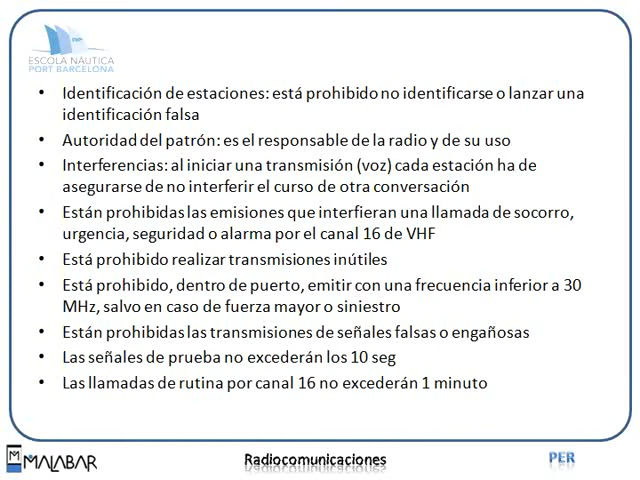 ESCOLA NÀUTICA
PORT BARCELONA
• Identificación de estaciones: está prohibido no identificarse o lanzar una
identificación falsa
• Autoridad del patrón: es el responsable de la radio y de su uso
• Interferencias: al iniciar una transmisión (voz) cada estación ha de
asegurarse de no interferir el curso de otra conversación
• Están prohibidas las emisiones que interfieran una llamada de socorro,
urgencia, seguridad o alarma por el canal 16 de VHF
• Está prohibido realizar transmisiones inútiles
• Está prohibido, dentro de puerto, emitir con una frecuencia inferior a 30
MHz, salvo en caso de fuerza mayor o siniestro
• Están prohibidas las transmisiones de señales falsas o engañosas
• Las señales de prueba no excederán los 10 seg
• Las llamadas de rutina por canal 16 no excederán 1 minuto
MALABAR
Radiocomunicaciones
PER